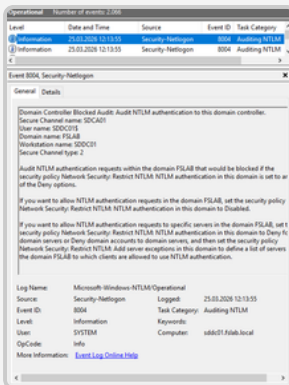 Operational Number of events: 2.066
Level Date and Time Source Event ID Task Category
Information 25.03.2026 12:13:55 Security-Netlogon 8004 Auditing NTLM
Information 25.03.2026 12:13:55 Security-Netlogon 8004 Auditing NTLM
Event 8004, Security-Netlogon
General Details
Domain Controller Blocked Audit: Audit NTLM authentication to this domain controller.
Secure Channel name: SDCA01
User name: SDDC01$
Domain name: FSLAB
Workstation name: SDDC01
Secure Channel type: 2
Audit NTLM authentication requests within the domain FSLAB that would be blocked if the
security policy Network Security: Restrict NTLM: NTLM authentication in this domain is set to ar
of the Deny options.
If you want to allow NTLM authentication requests in the domain FSLAB, set the security policy
Network Security: Restrict NTLM: NTLM authentication in this domain to Disabled.
If you want to allow NTLM authentication requests to specific servers in the domain FSLAB, set t
security policy Network Security: Restrict NTLM: NTLM authentication in this domain to Deny fo
domain servers or Deny domain accounts to domain servers, and then set the security policy
Network Security: Restrict NTLM: Add server exceptions in this domain to define a list of servers
the domain FSLAB to which clients are allowed to use NTLM authentication.
Log Name: Microsoft-Windows-NTLM/Operational
Source: Security-Netlogon Logged: 25.03.2026 12:13:55
Event ID: 8004 Task Category: Auditing NTLM
Level: Information Keywords:
User: SYSTEM Computer: sddc01.fslab.local
OpCode: Info
More Information: Event Log Online Help